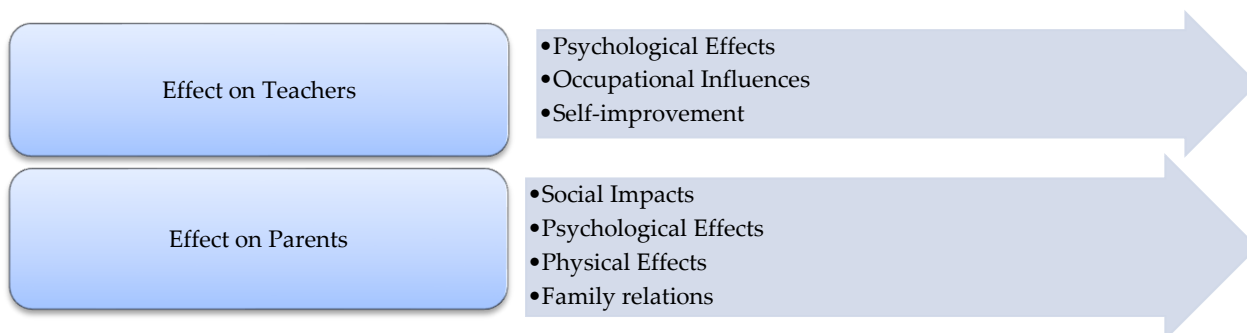 Effect on Teachers
•Psychological Effects
•Occupational Influences
•Self-improvement
Effect on Parents
•Social Impacts
•Psychological Effects
•Physical Effects
•Family relations